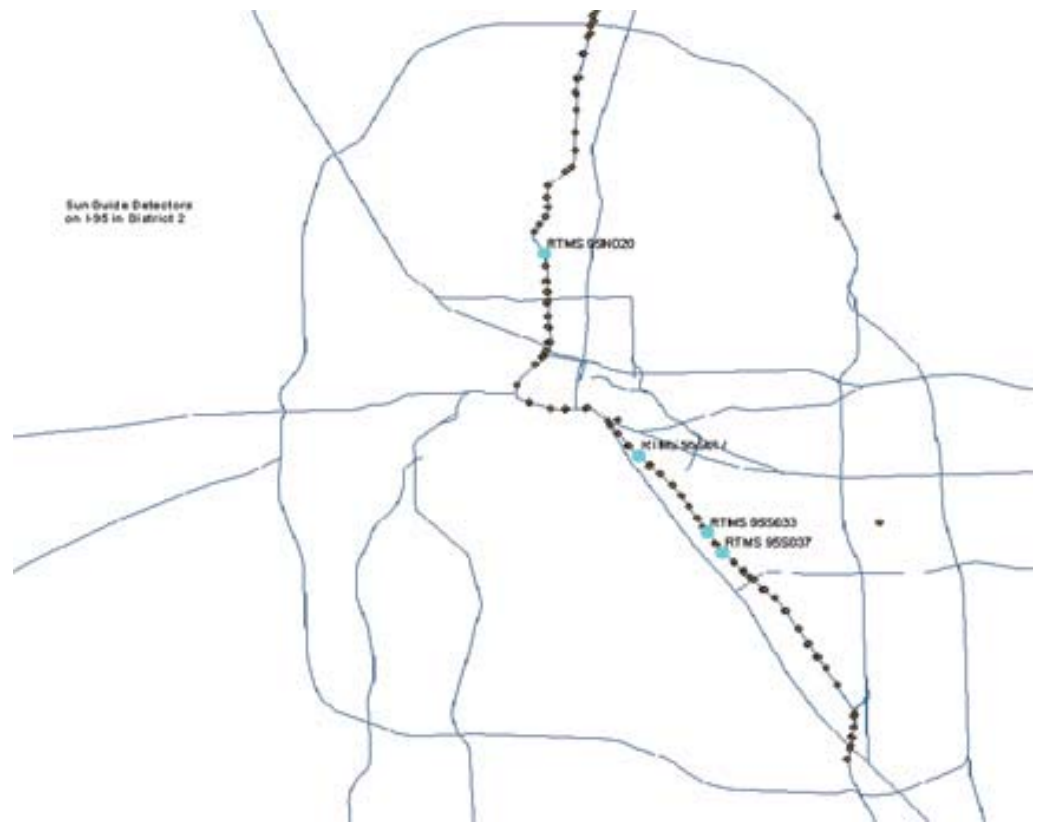 Sun Guide Detectors
on I-95 in District 2
RTMS 95N020
RTMS 95S033
RTMS 95S037